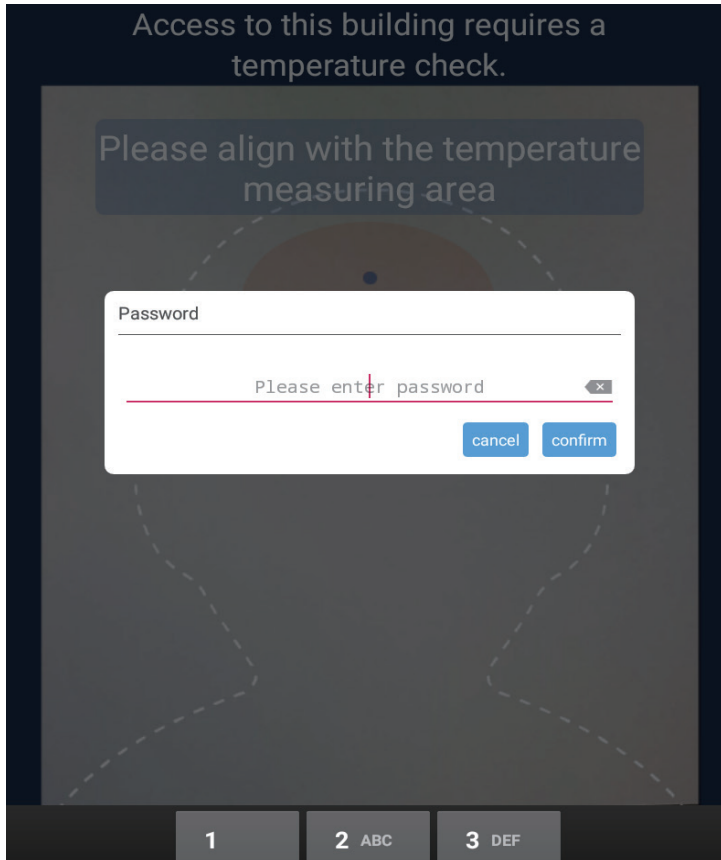 Access to this building requires a
temperature check.
Please align with the temperature
measuring area
Password
Please enter password
cancel
confirm
1
2 ABC
3 DEF